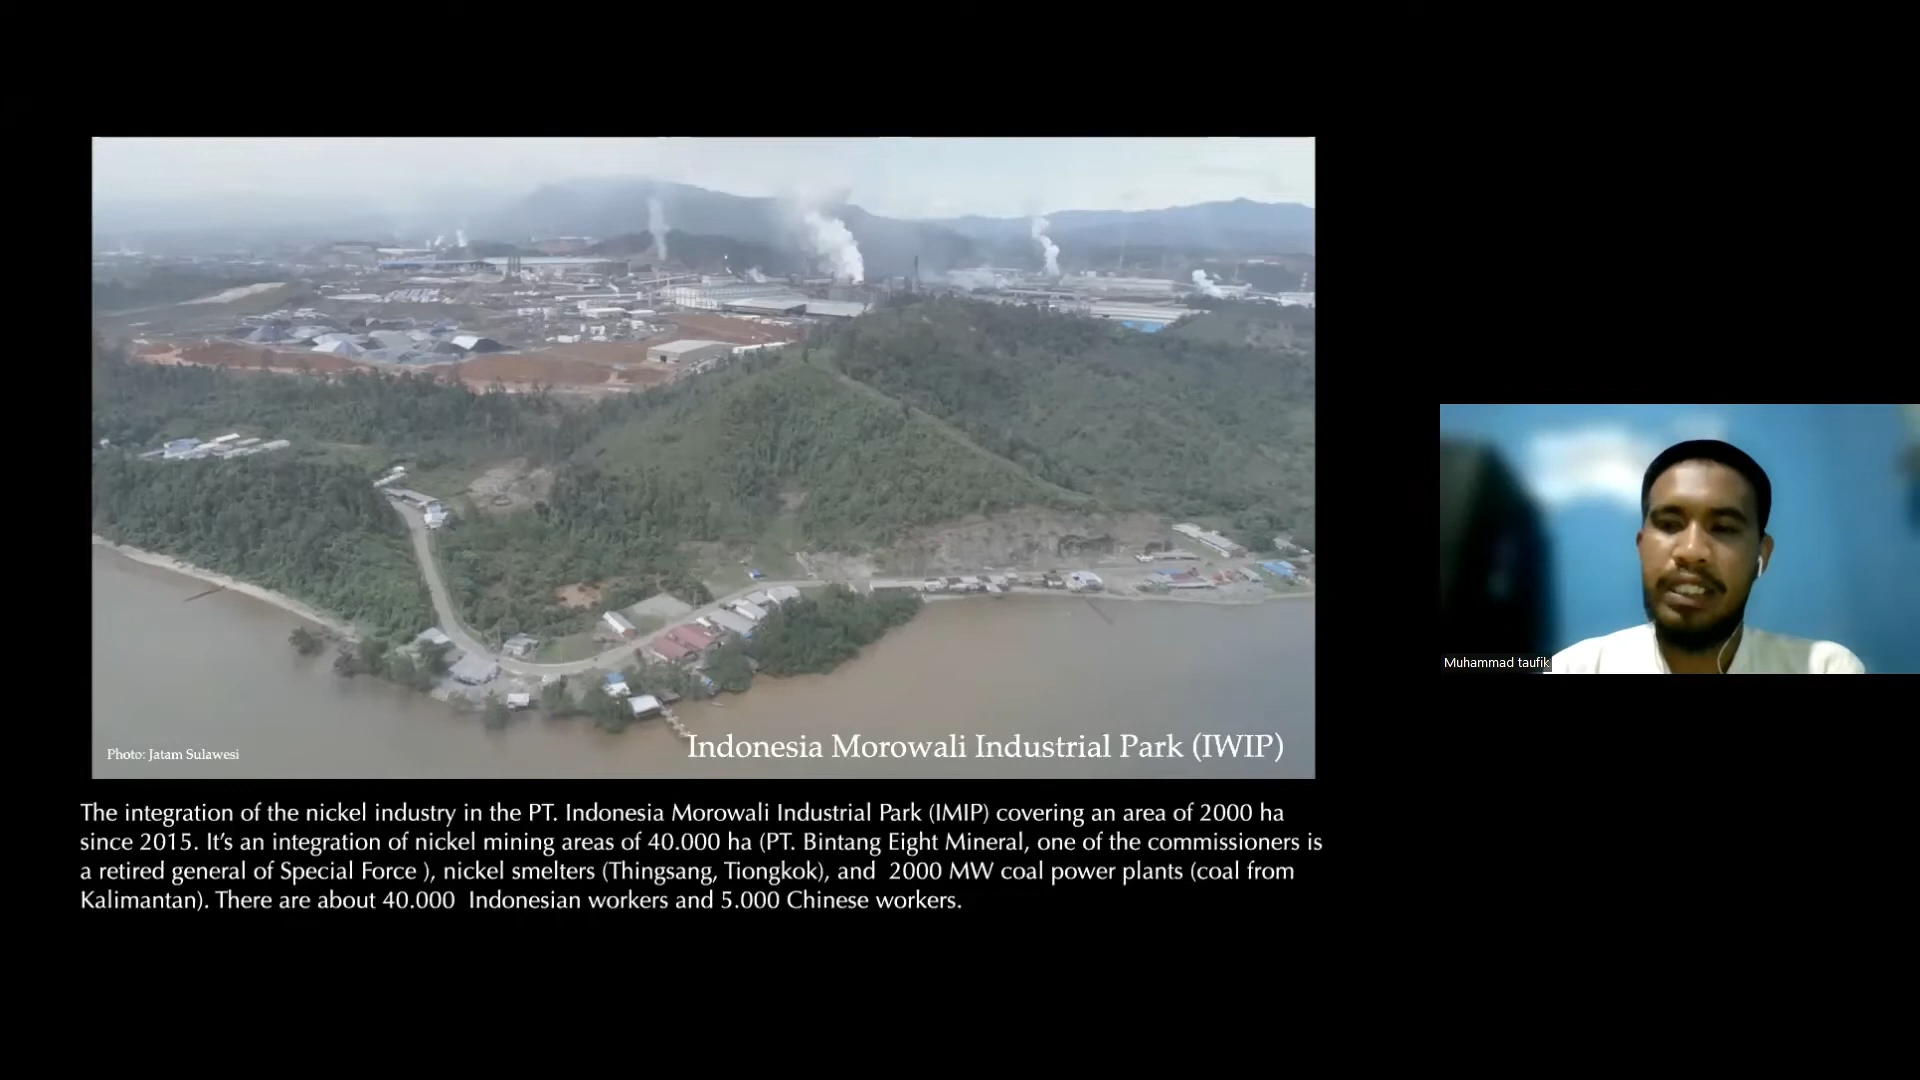 Photo: Jatam Sulawesi
Indonesia Morowali Industrial Park (IWIP)
The integration of the nickel industry in the PT. Indonesia Morowali Industrial Park (IMIP) covering an area of 2000 ha
since 2015. It’s an integration of nickel mining areas of 40.000 ha (PT. Bintang Eight Mineral, one of the commissioners is
a retired general of Special Force ), nickel smelters (Thingsang, Tiongkok), and  2000 MW coal power plants (coal from
Kalimantan). There are about 40.000  Indonesian workers and 5.000 Chinese workers.
Muhammad taufik